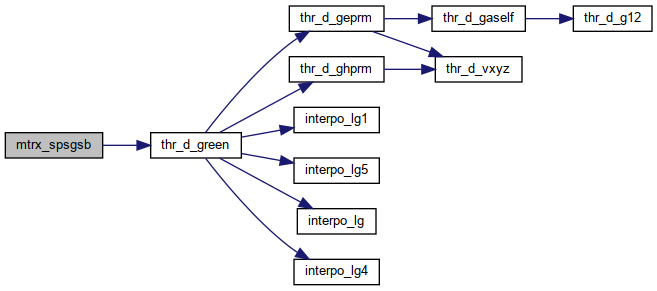 mtrx_spsgsb
thr_d_green
thr_d_geprm
thr_d_gaself
thr_d_g12
thr_d_ghprm
thr_d_vxyz
interpo_lg1
interpo_lg5
interpo_lg
interpo_lg4